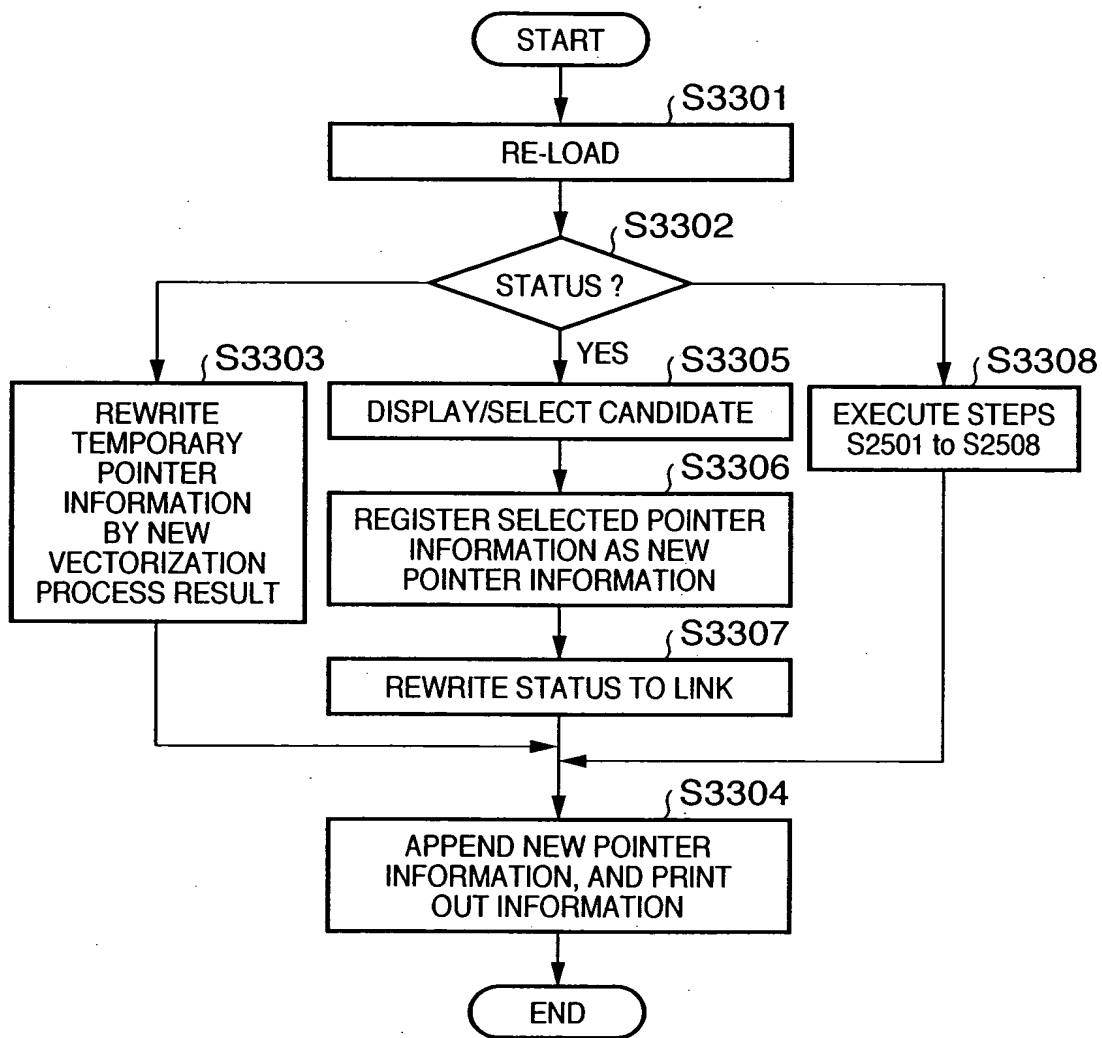 START
S3301
RE-LOAD
S3302
STATUS ?
YES
S3303
REWRITE
TEMPORARY
POINTER
INFORMATION
BY NEW
VECTORIZATION
PROCESS RESULT
S3305
DISPLAY/SELECT CANDIDATE
S3308
EXECUTE STEPS
S2501 to S2508
S3306
REGISTER SELECTED POINTER
INFORMATION AS NEW
POINTER INFORMATION
S3307
REWRITE STATUS TO LINK
S3304
APPEND NEW POINTER
INFORMATION, AND PRINT
OUT INFORMATION
END